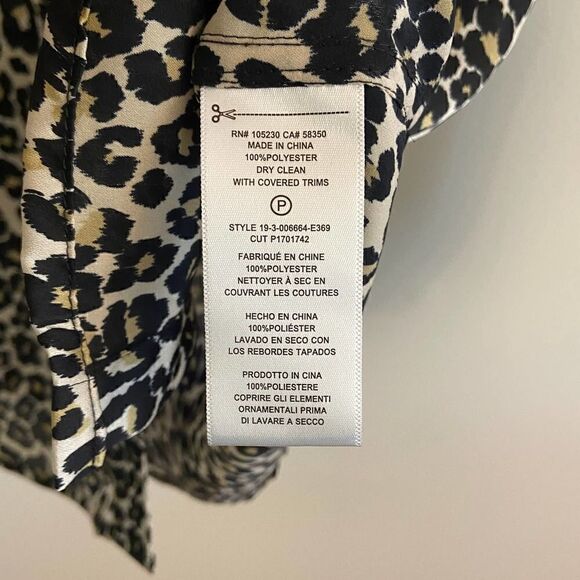 RN# 105230 CA# 58350
MADE IN CHINA
100%POLYESTER
DRY CLEAN
WITH COVERED TRIMS
P
STYLE 19-3-006664-E369
CUT P1701742
FABRIQUÉ EN CHINE
100%POLYESTER
NETTOYER À SEC EN
COUVRANT LES COUTURES
HECHO EN CHINA
100%POLIÉSTER
LAVADO EN SECO CON
LOS REBORDES TAPADOS
PRODOTTO IN CINA
100%POLIESTERE
COPRIRE GLI ELEMENTI
ORNAMENTALI PRIMA
DI LAVARE A SECCO